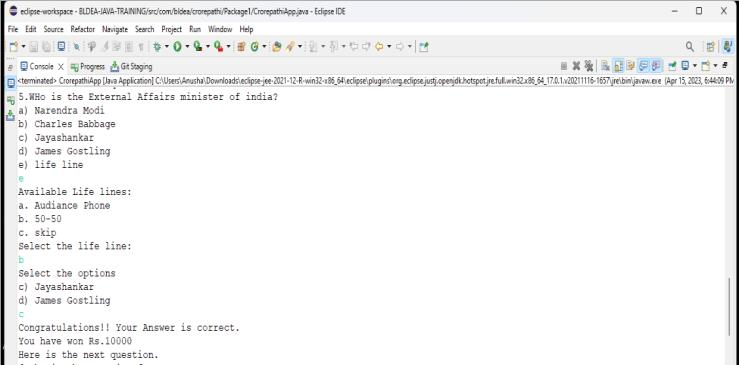 eclipse-workspace - BLDEA-JAVA-TRAINING/src/com/bldea/crorepathi/Package1/CrorepathiApp.java - Eclipse IDE
File Edit Source Refactor Navigate Search Project Run Window Help
Console Progress Git Staging
<terminated> CrorepathiApp [Java Application] C:\Users\Anusha\Downloads\eclipse-jee-2021-12-R-win32-x86_64\eclipse\plugins\org.eclipse.justj.openjdk.hotspot.jre.full.win32.x86_64_17.0.1.v20211116-1657\jre\bin\javaw.exe (Apr 15, 2023, 6:44:09 PM
5.WHo is the External Affairs minister of india?
a) Narendra Modi
b) Charles Babbage
c) Jayashankar
d) James Gostling
e) life line
e
Available Life lines:
a. Audiance Phone
b. 50-50
c. skip
Select the life line:
b
Select the options
c) Jayashankar
d) James Gostling
c
Congratulations!! Your Answer is correct.
You have won Rs.10000
Here is the next question.